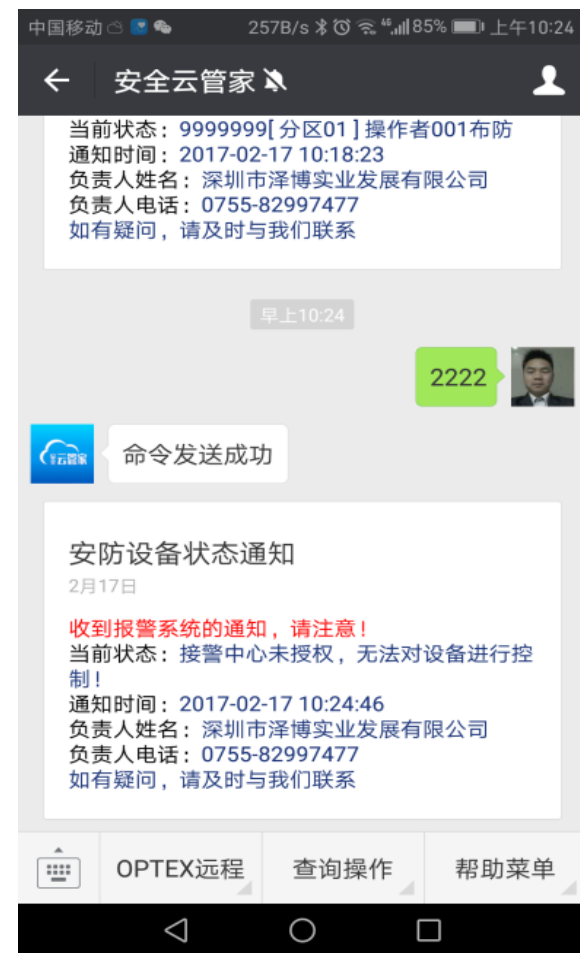 中国移动 257B/s 46 85% 上午10:24
安全云管家
当前状态：9999999[分区01]操作者001布防
通知时间：2017-02-17 10:18:23
负责人姓名：深圳市泽博实业发展有限公司
负责人电话：0755-82997477
如有疑问，请及时与我们联系
早上10:24
2222
云管家
命令发送成功
安防设备状态通知
2月17日
收到报警系统的通知，请注意！
当前状态：接警中心未授权，无法对设备进行控
制！
通知时间：2017-02-17 10:24:46
负责人姓名：深圳市泽博实业发展有限公司
负责人电话：0755-82997477
如有疑问，请及时与我们联系
OPTEX远程 查询操作 帮助菜单